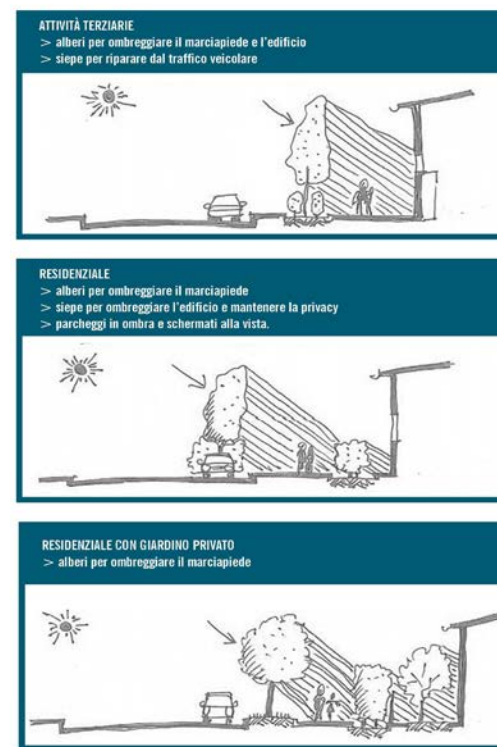 ATTIVITÀ TERZIARIE
> alberi per ombreggiare il marciapiede e l'edificio
> siepe per riparare dal traffico veicolare
RESIDENZIALE
> alberi per ombreggiare il marciapiede
> siepe per ombreggiare l'edificio e mantenere la privacy
> parcheggi in ombra e schermati alla vista.
RESIDENZIALE CON GIARDINO PRIVATO
> alberi per ombreggiare il marciapiede